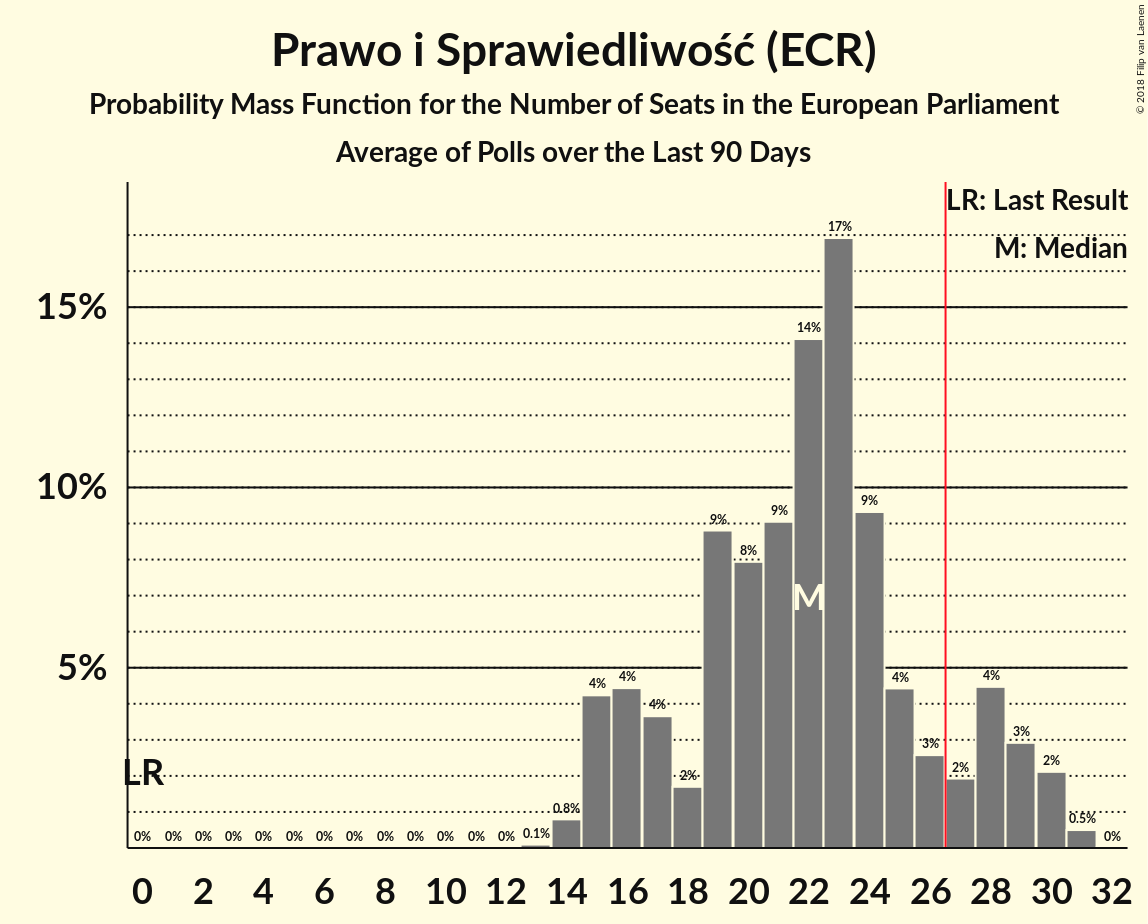 Prawo i Sprawiedliwość (ECR)
Probability Mass Function for the Number of Seats in the European Parliament
Average of Polls over the Last 90 Days
© 2018 Filip van Laenen
LR: Last Result
M: Median
15%
10%
5%
LR
M
0% 0% 0% 0% 0% 0% 0% 0% 0% 0% 0% 0% 0% 0.1% 0.8% 4% 4% 4% 2% 9% 8% 9% 14% 17% 9% 4% 3% 2% 4% 3% 2% 0.5% 0%
0 2 4 6 8 10 12 14 16 18 20 22 24 26 28 30 32